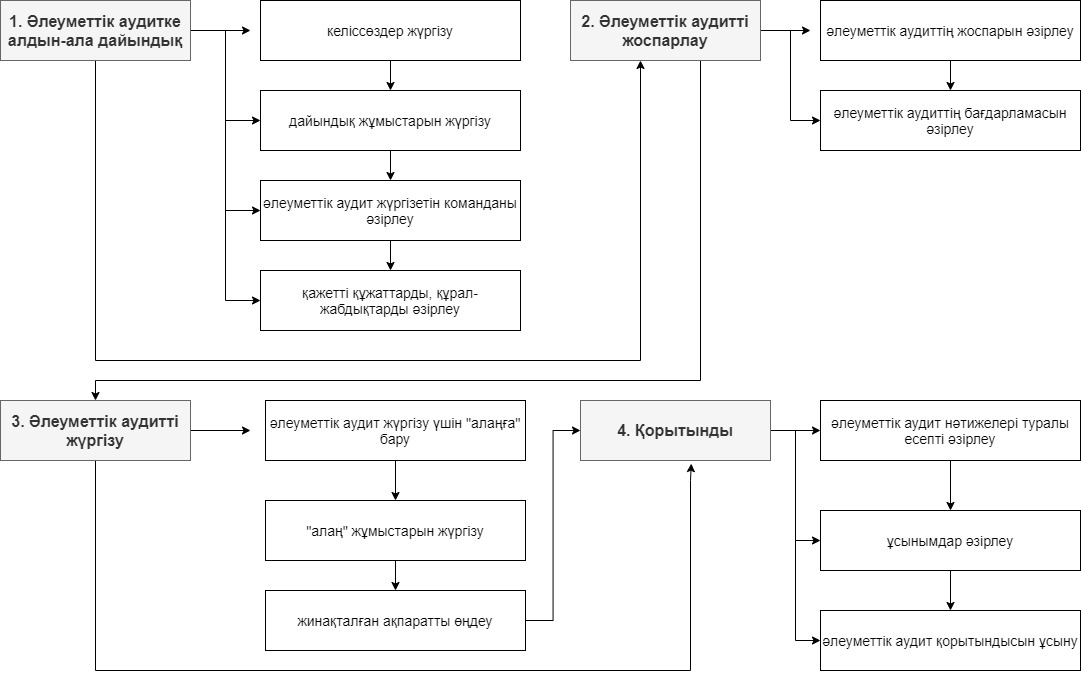 1. Әлеуметтік аудитке
алдын-ала дайындық
келіссөздер жүргізу
дайындық жұмыстарын жүргізу
әлеуметтік аудит жүргізетін команданы
әзірлеу
қажетті құжаттарды, құрал-
жабдықтарды әзірлеу
2. Әлеуметтік аудитті
жоспарлау
әлеуметтік аудиттің жоспарын әзірлеу
әлеуметтік аудиттің бағдарламасын
әзірлеу
3. Әлеуметтік аудитті
жүргізу
әлеуметтік аудит жүргізу үшін "алаңға"
бару
"алаң" жұмыстарын жүргізу
жинақталған ақпаратты өңдеу
4. Қорытынды
әлеуметтік аудит нәтижелері туралы
есепті әзірлеу
ұсынымдар әзірлеу
әлеуметтік аудит қорытындысын ұсыну